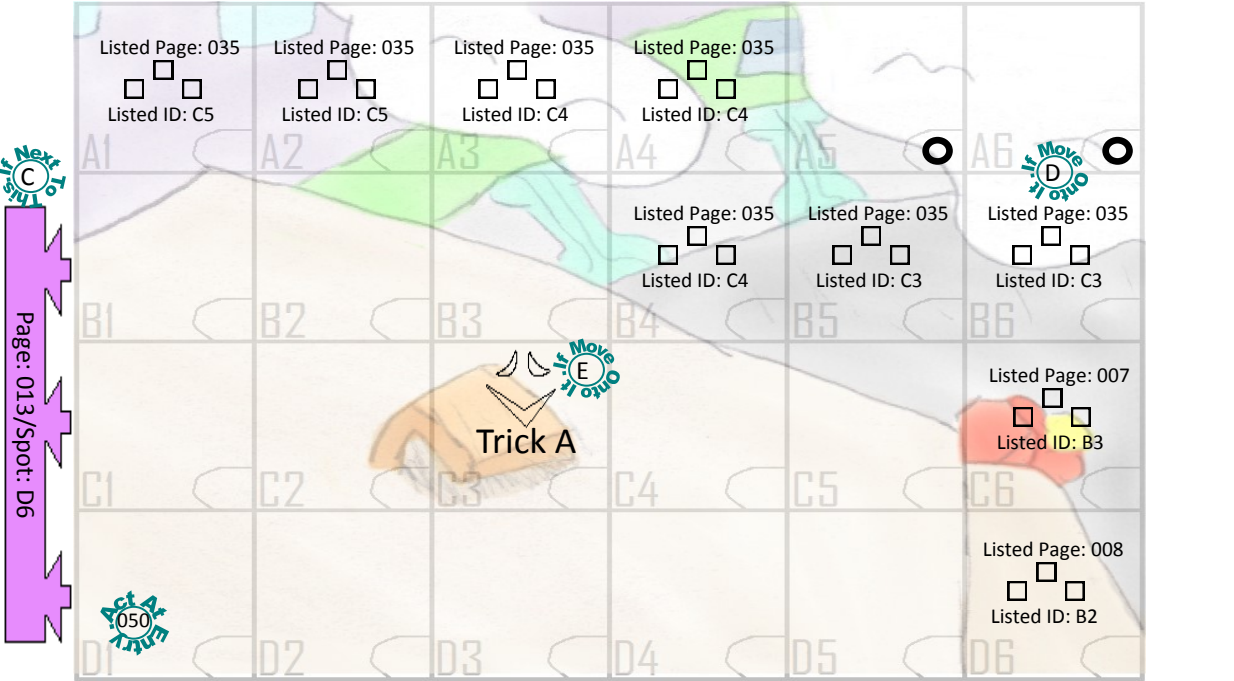 Listed Page: 035
Listed ID: C5
A1
Listed Page: 035
Listed ID: C5
A2
Listed Page: 035
Listed ID: C4
A3
Listed Page: 035
Listed ID: C4
A4
A5
A6
If Next To This.
C
If Move Onto It.
D
B1
B2
B3
Listed Page: 035
Listed ID: C4
B4
Listed Page: 035
Listed ID: C3
B5
Listed Page: 035
Listed ID: C3
B6
Page: 013/Spot: D6
C1
C2
If Move Onto It.
E
Trick A
C3
C4
C5
Listed Page: 007
Listed ID: B3
C6
Act At Entry.
050
D1
D2
D3
D4
D5
Listed Page: 008
Listed ID: B2
D6